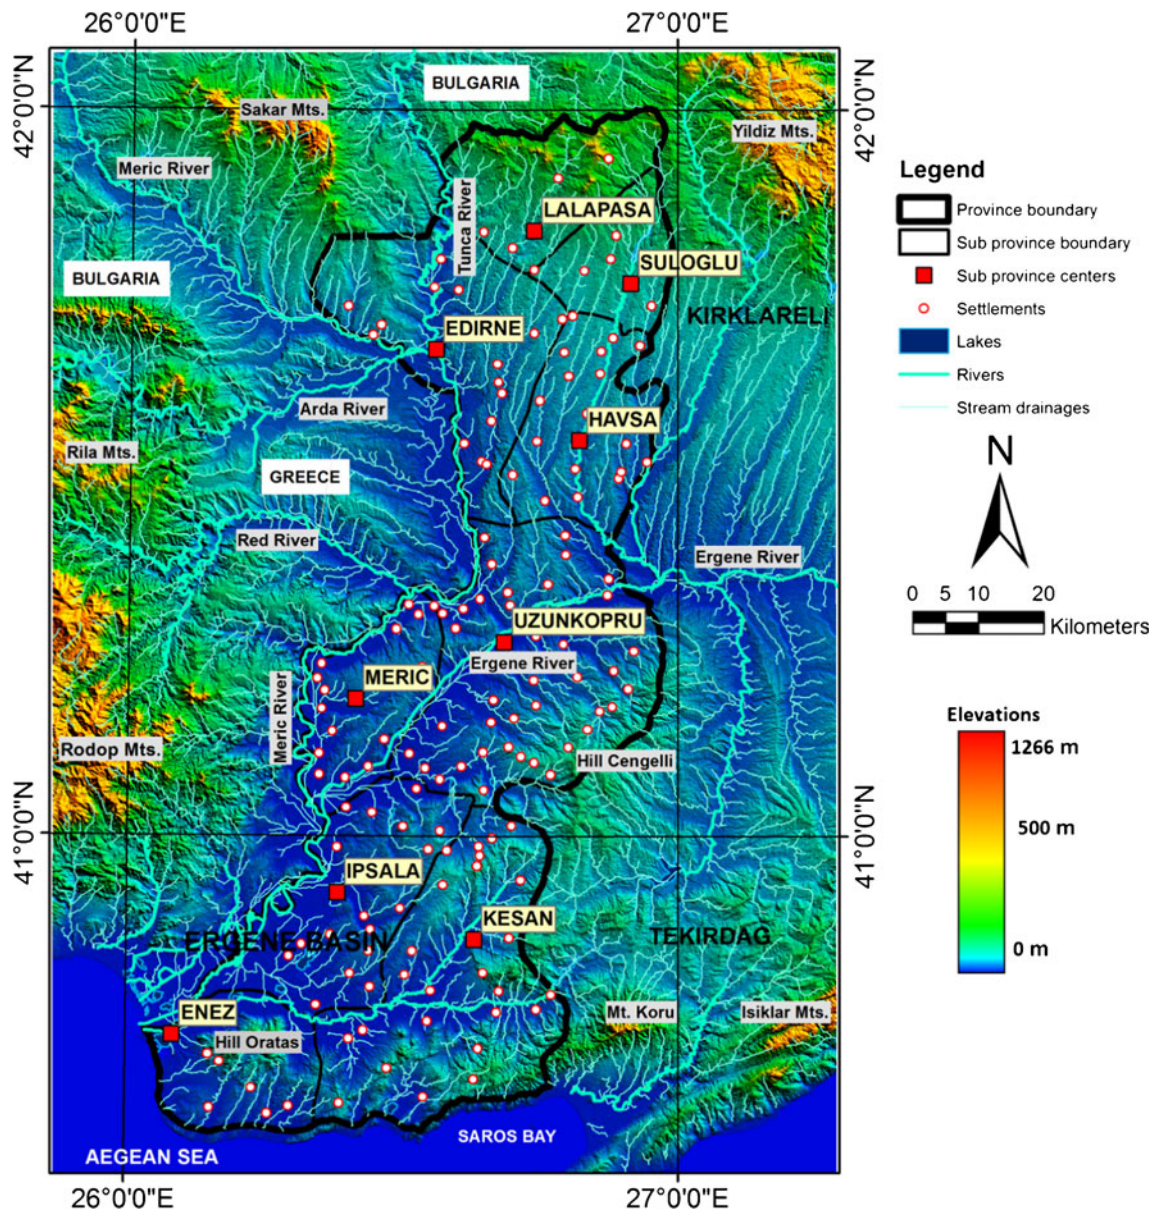 26°0'0"E
27°0'0"E
42°0'0"N
42°0'0"N
BULGARIA
Sakar Mts.
Yildiz Mts.
Meric River
Tunca River
LALAPASA
SULOGLU
BULGARIA
KIRKLARELI
EDIRNE
Arda River
HAVSA
Rila Mts.
GREECE
Red River
Ergene River
UZUNKOPRU
Ergene River
MERIC
Meric River
Rodop Mts.
Hill Cengelli
41°0'0"N
41°0'0"N
IPSALA
KESAN
ERGENE BASIN
TEKIRDAG
ENEZ
Mt. Koru
Isiklar Mts.
Hill Oratas
SAROS BAY
AEGEAN SEA
26°0'0"E
27°0'0"E
Legend
Province boundary
Sub province boundary
Sub province centers
Settlements
Lakes
Rivers
Stream drainages
N
0 5 10 20
Kilometers
Elevations
1266 m
500 m
0 m